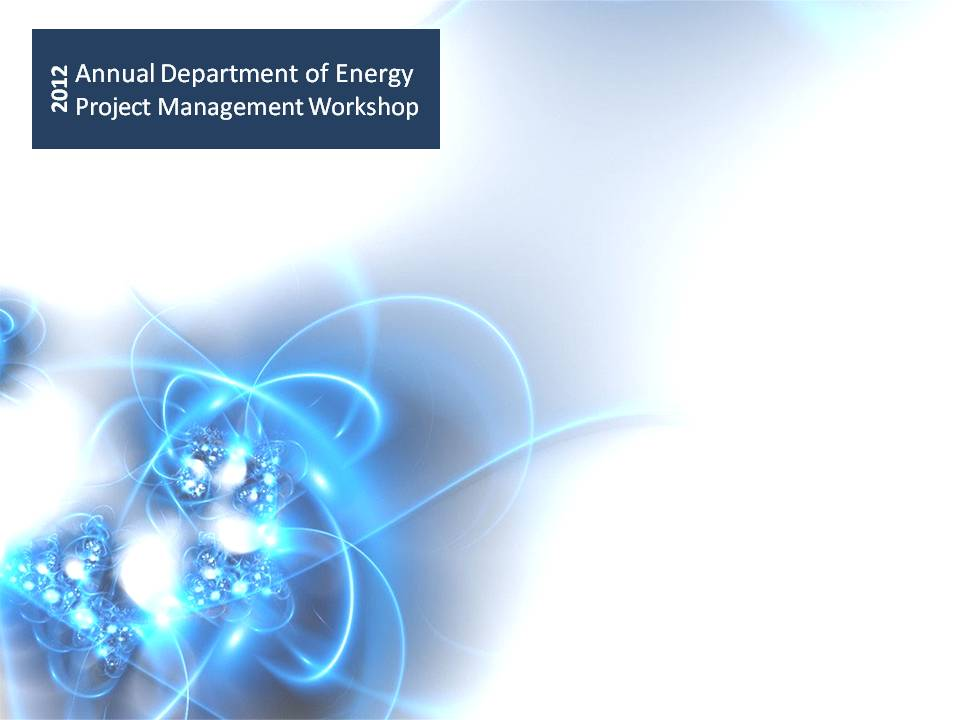 2012
Annual Department of Energy
Project Management Workshop